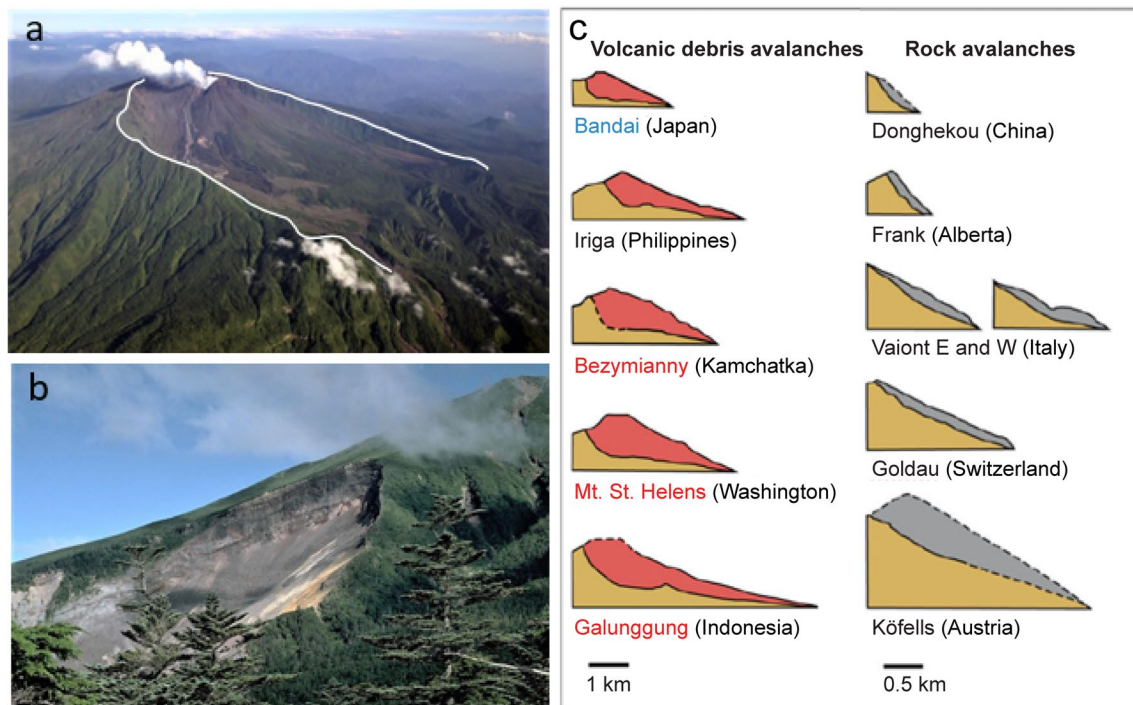 a
b
c
Volcanic debris avalanches
Rock avalanches
Bandai (Japan)
Donghekou (China)
Iriga (Philippines)
Frank (Alberta)
Bezymianny (Kamchatka)
Vaiont E and W (Italy)
Mt. St. Helens (Washington)
Goldau (Switzerland)
Galunggung (Indonesia)
Köfells (Austria)
1 km
0.5 km